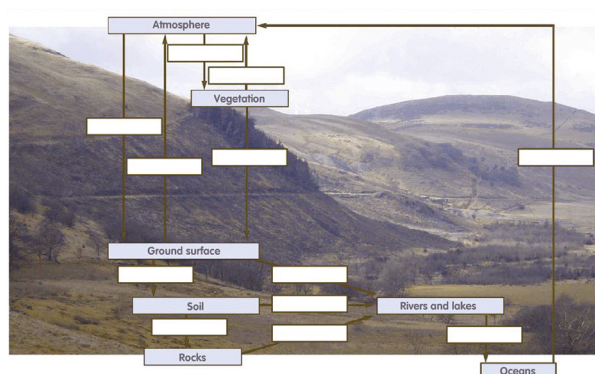 Atmosphere
Vegetation
Ground surface
Soil
Rivers and lakes
Rocks
Oceans